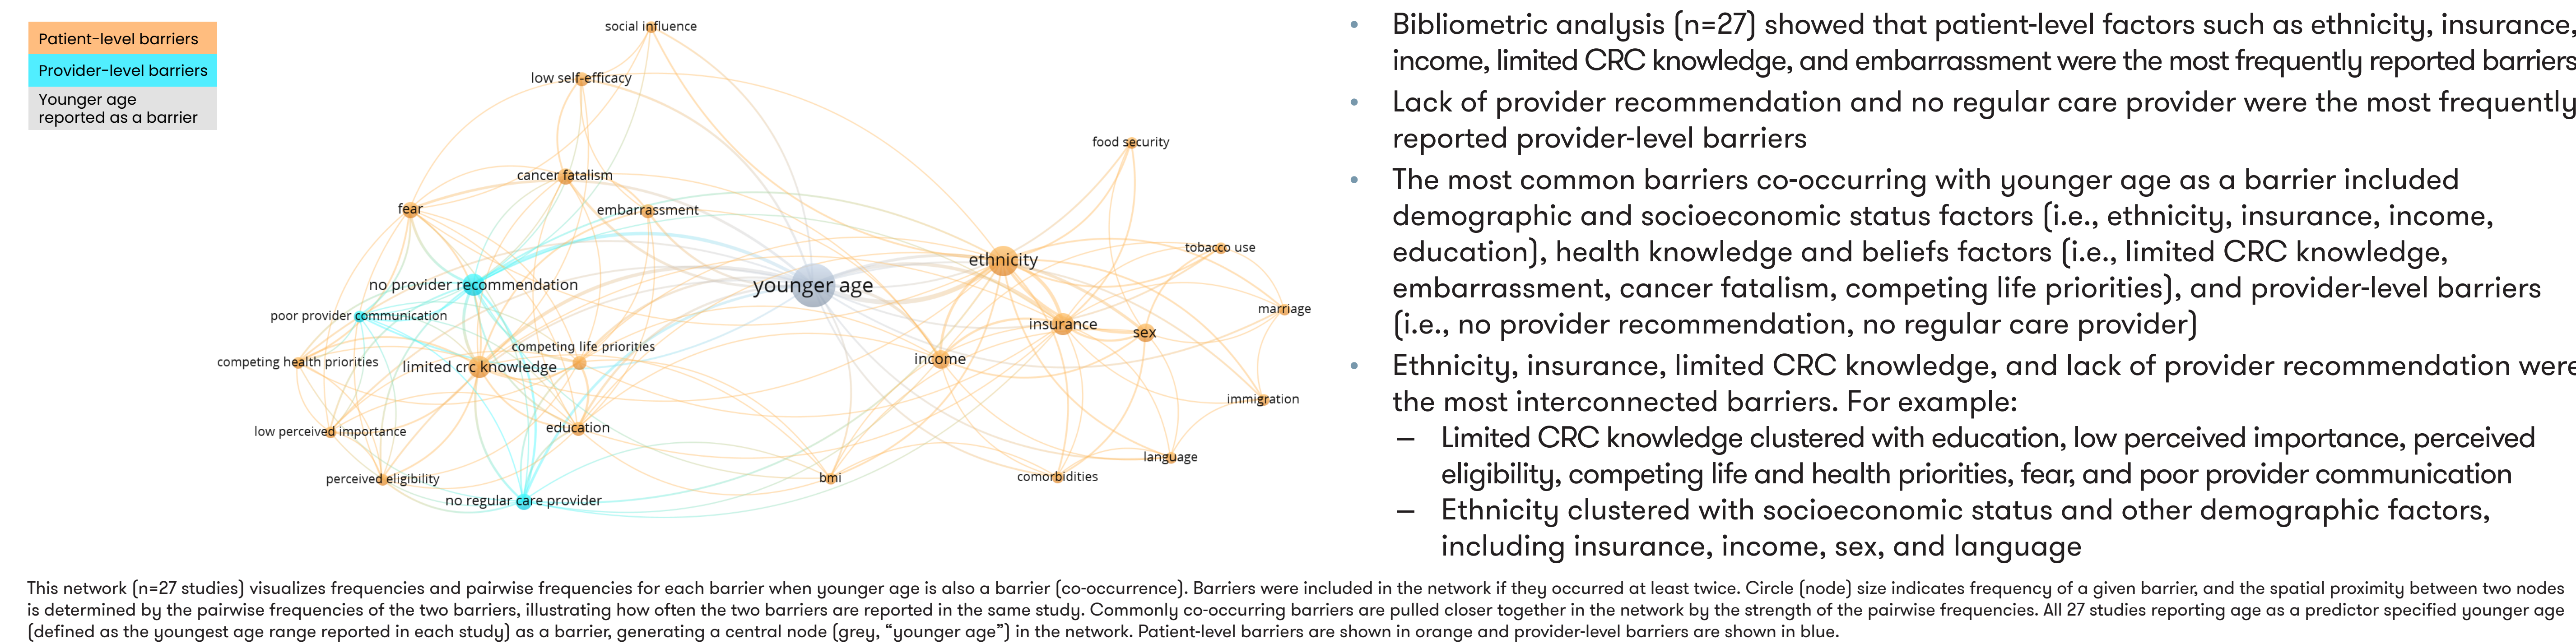 Patient-level barriers
Provider-level barriers
Younger age
reported as a barrier
social influence
low self-efficacy
food security
cancer fatalism
fear
embarrassment
tobacco use
ethnicity
no provider recommendation
younger age
marriage
poor provider communication
insurance
sex
competing life priorities
competing health priorities
limited crc knowledge
income
immigration
low perceived importance
education
language
perceived eligibility
bmi
comorbidities
no regular care provider
• Bibliometric analysis (n=27) showed that patient-level factors such as ethnicity, insurance,
income, limited CRC knowledge, and embarrassment were the most frequently reported barriers
• Lack of provider recommendation and no regular care provider were the most frequently
reported provider-level barriers
• The most common barriers co-occurring with younger age as a barrier included
demographic and socioeconomic status factors (i.e., ethnicity, insurance, income,
education), health knowledge and beliefs factors (i.e., limited CRC knowledge,
embarrassment, cancer fatalism, competing life priorities), and provider-level barriers
(i.e., no provider recommendation, no regular care provider)
• Ethnicity, insurance, limited CRC knowledge, and lack of provider recommendation were
the most interconnected barriers. For example:
– Limited CRC knowledge clustered with education, low perceived importance, perceived
eligibility, competing life and health priorities, fear, and poor provider communication
– Ethnicity clustered with socioeconomic status and other demographic factors,
including insurance, income, sex, and language
This network (n=27 studies) visualizes frequencies and pairwise frequencies for each barrier when younger age is also a barrier (co-occurrence). Barriers were included in the network if they occurred at least twice. Circle (node) size indicates frequency of a given barrier, and the spatial proximity between two nodes
is determined by the pairwise frequencies of the two barriers, illustrating how often the two barriers are reported in the same study. Commonly co-occurring barriers are pulled closer together in the network by the strength of the pairwise frequencies. All 27 studies reporting age as a predictor specified younger age
(defined as the youngest age range reported in each study) as a barrier, generating a central node (grey, “younger age”) in the network. Patient-level barriers are shown in orange and provider-level barriers are shown in blue.